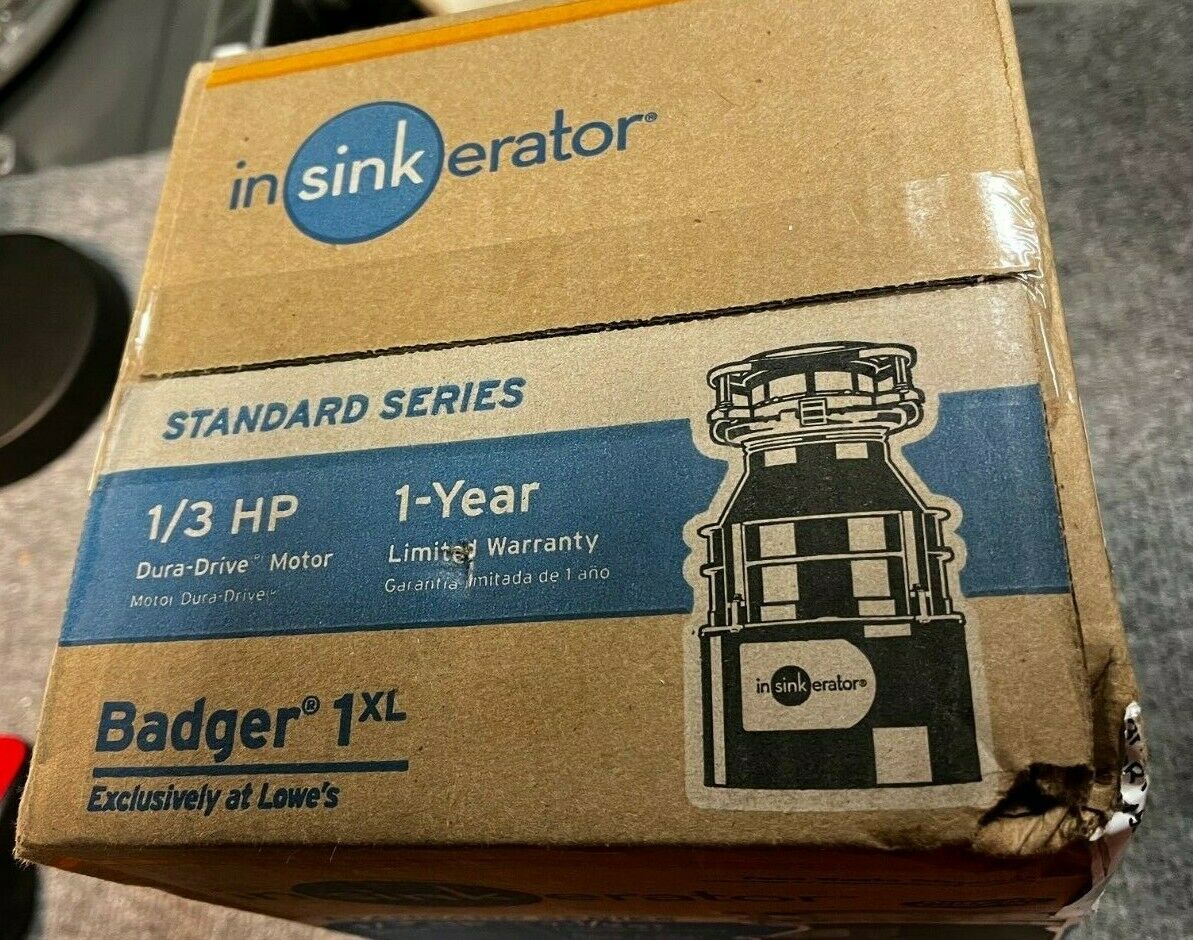 insinkerator®
STANDARD SERIES
1/3 HP
Dura-Drive® Motor
Motor Dura-Drive®
1-Year
Limited Warranty
Garantía limitada de 1 año
insinkerator®
Badger® 1XL
Exclusively at Lowe's
insinkerator